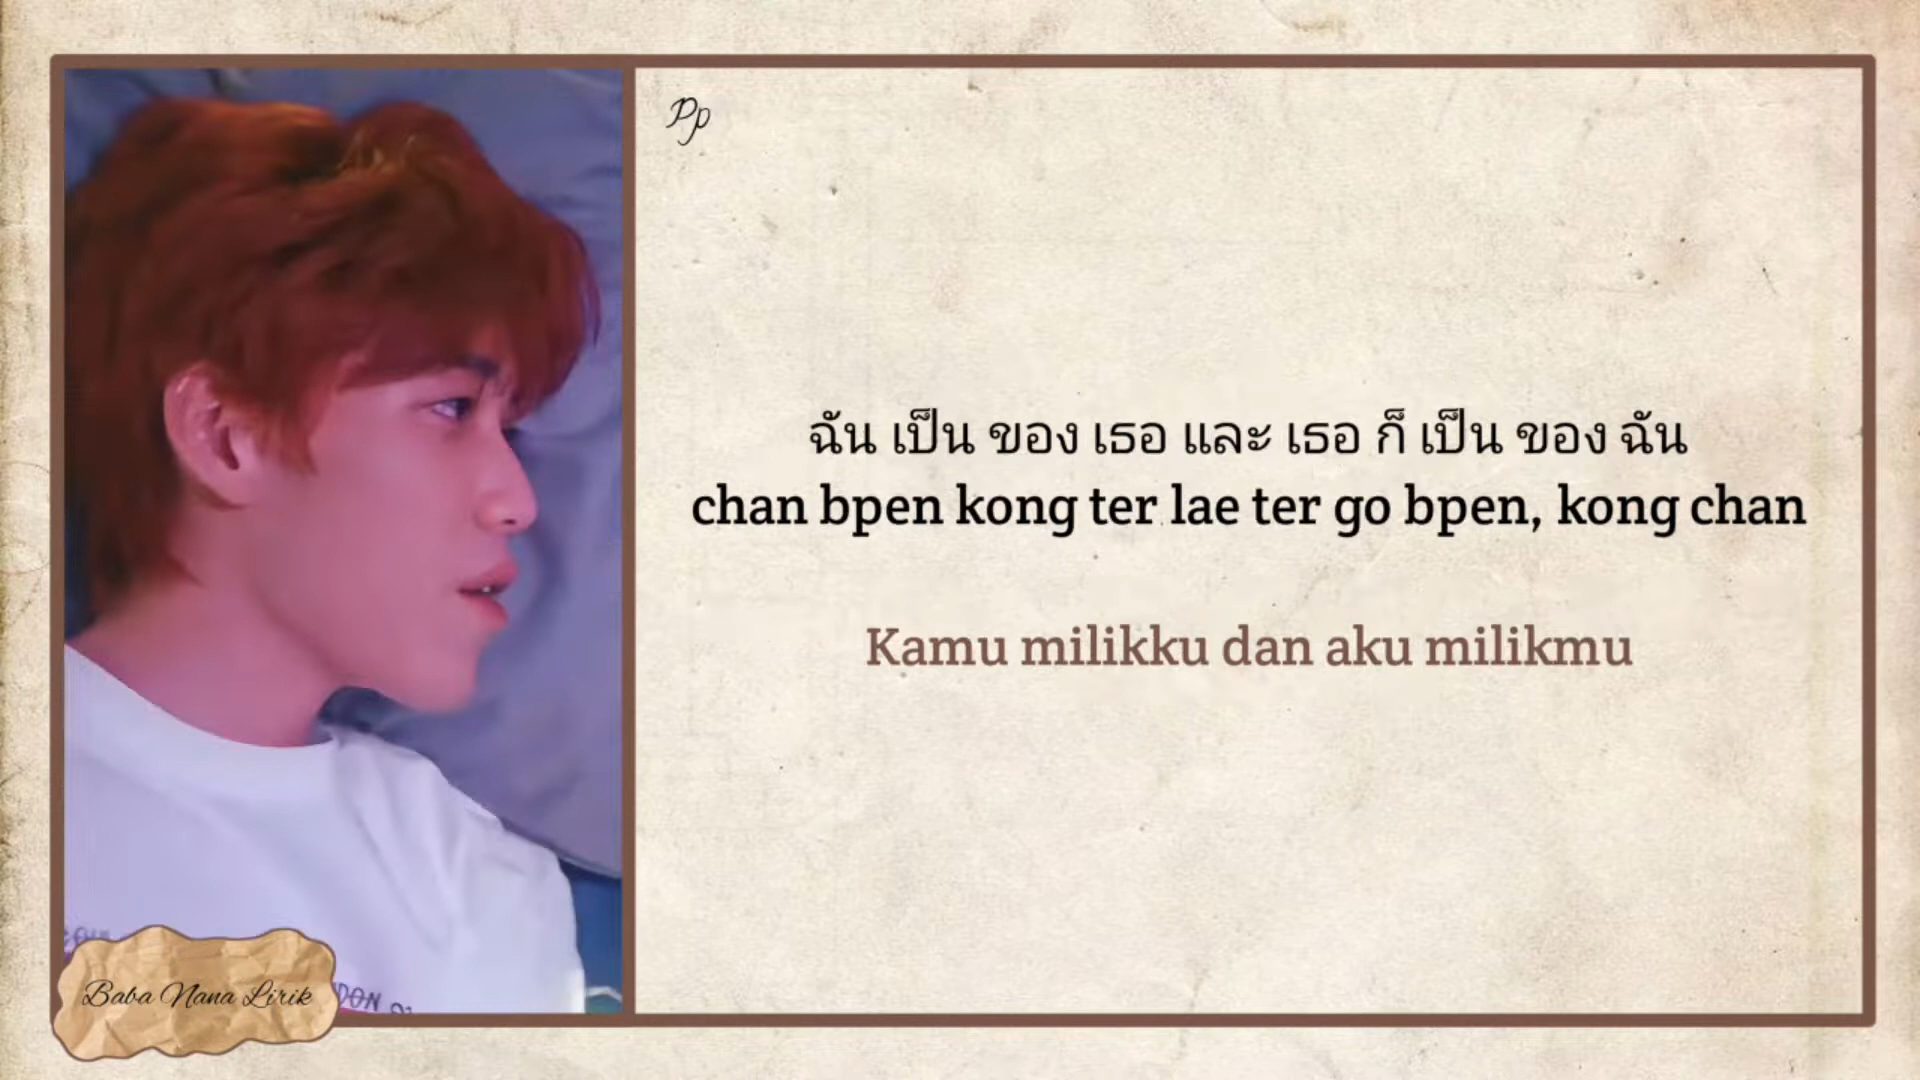 Pp
ฉัน เป็น ของ เธอ และ เธอ ก็ เป็น ของ ฉัน
chan bpen kong ter lae ter go bpen, kong chan
Kamu milikku dan aku milikmu
Baba Nana Lirik